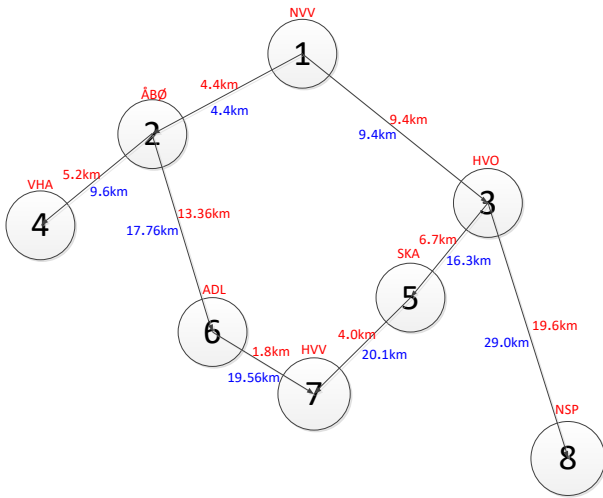 NVV
1
4.4km
4.4km
ÅBØ
2
9.4km
9.4km
5.2km
9.6km
VHA
4
HVO
3
13.36km
17.76km
6.7km
16.3km
SKA
5
ADL
6
19.6km
29.0km
4.0km
20.1km
1.8km
19.56km
HVV
7
NSP
8